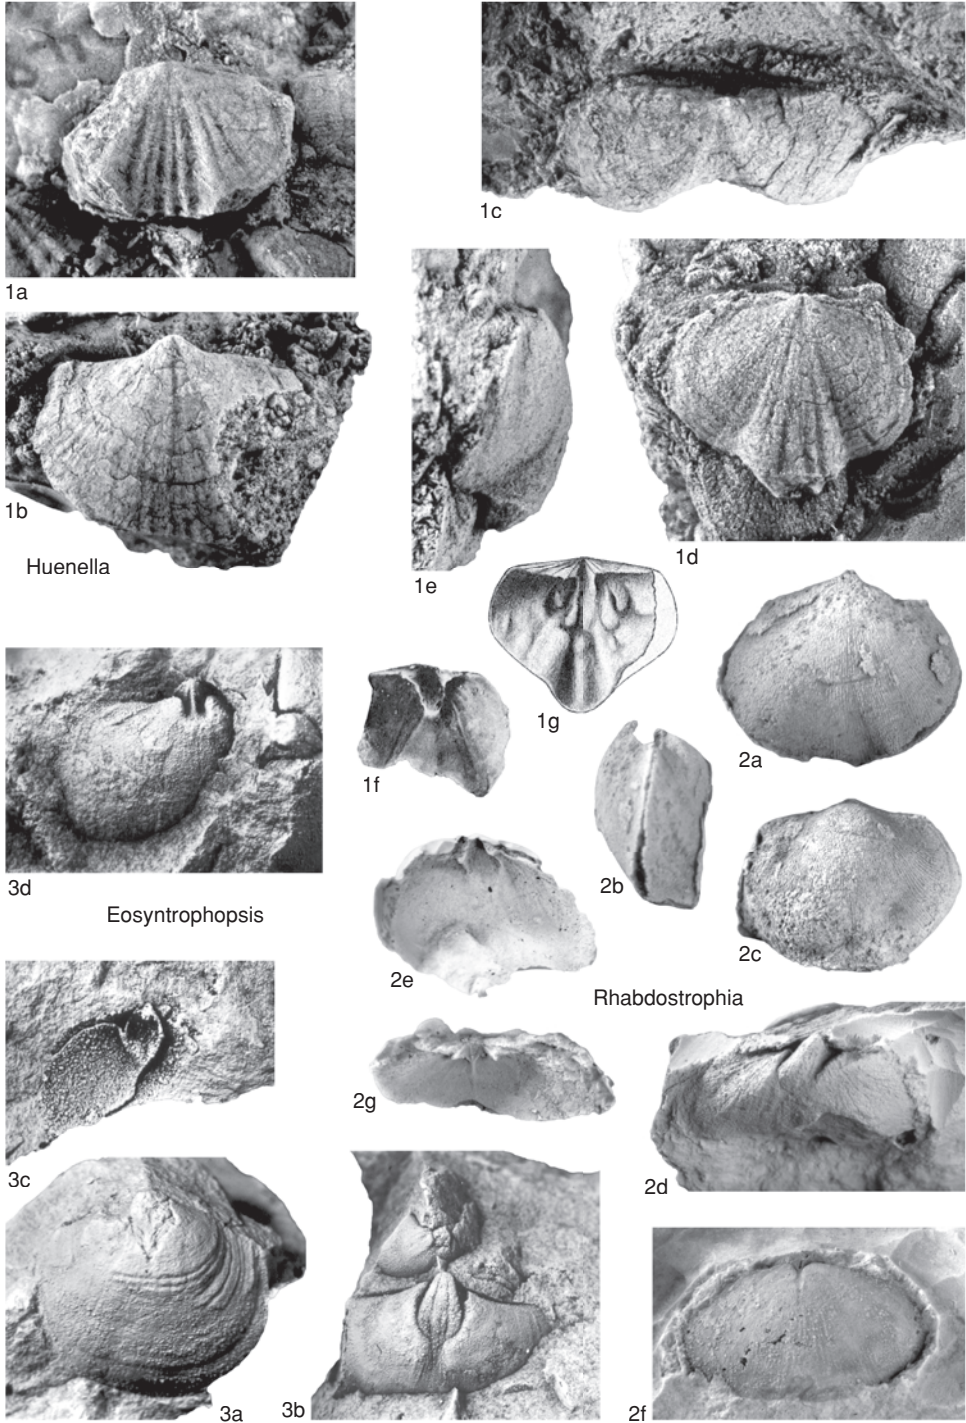 1a
1c
1b
Huenella
1e
1d
1g
1f
2a
3d
2b
2c
Eosyntrophopsis
2e
Rhabdostrophia
2g
3c
2d
3a
3b
2f